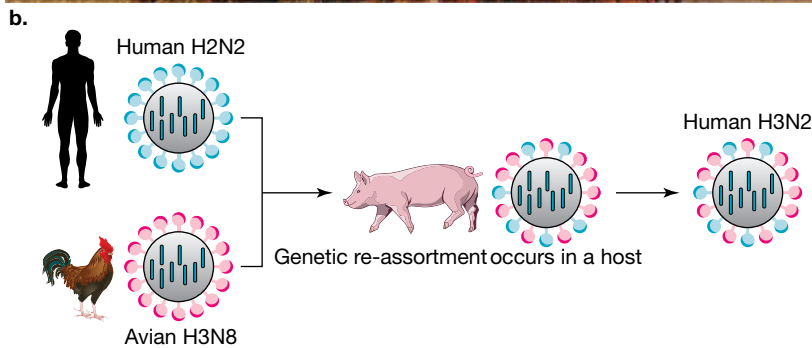 b.
Human H2N2
Human H3N2
Genetic re-assortment occurs in a host
Avian H3N8